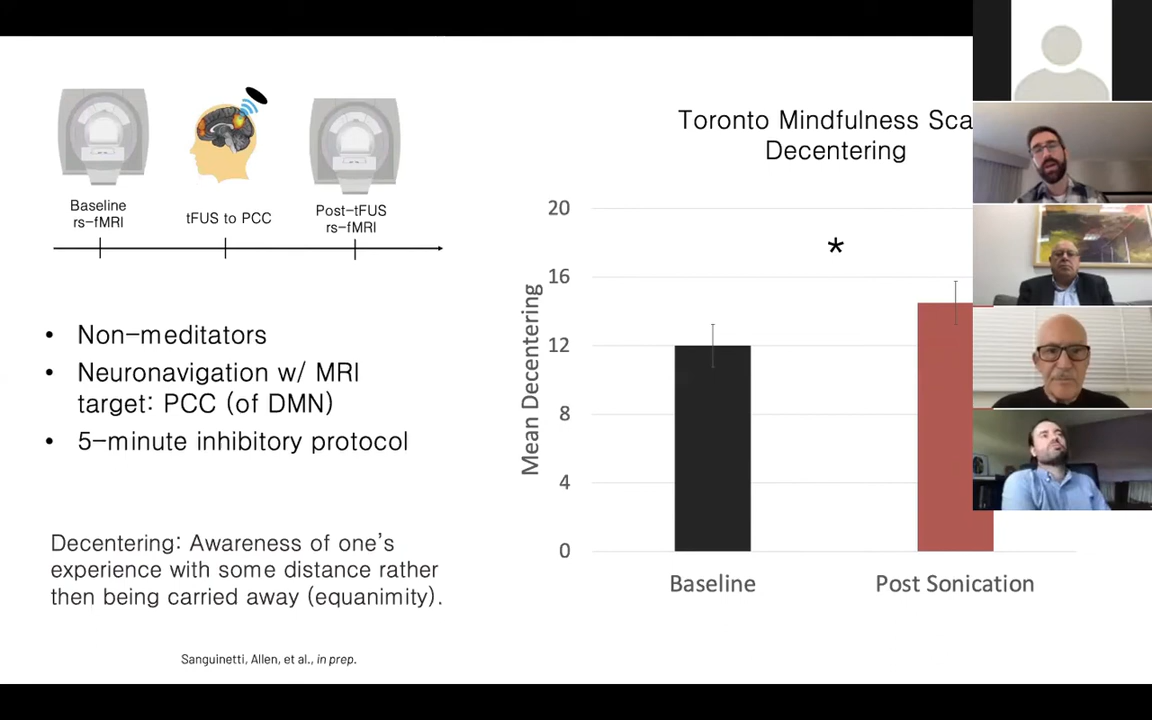 Baseline
rs-fMRI
tFUS to PCC
Post-tFUS
rs-fMRI
• Non-meditators
• Neuronavigation w/ MRI
target: PCC (of DMN)
• 5-minute inhibitory protocol
Decentering: Awareness of one's
experience with some distance rather
then being carried away (equanimity).
Sanguinetti, Allen, et al., in prep.
Toronto Mindfulness Sca
Decentering
Mean Decentering
20
16
12
8
4
0
*
Baseline
Post Sonication